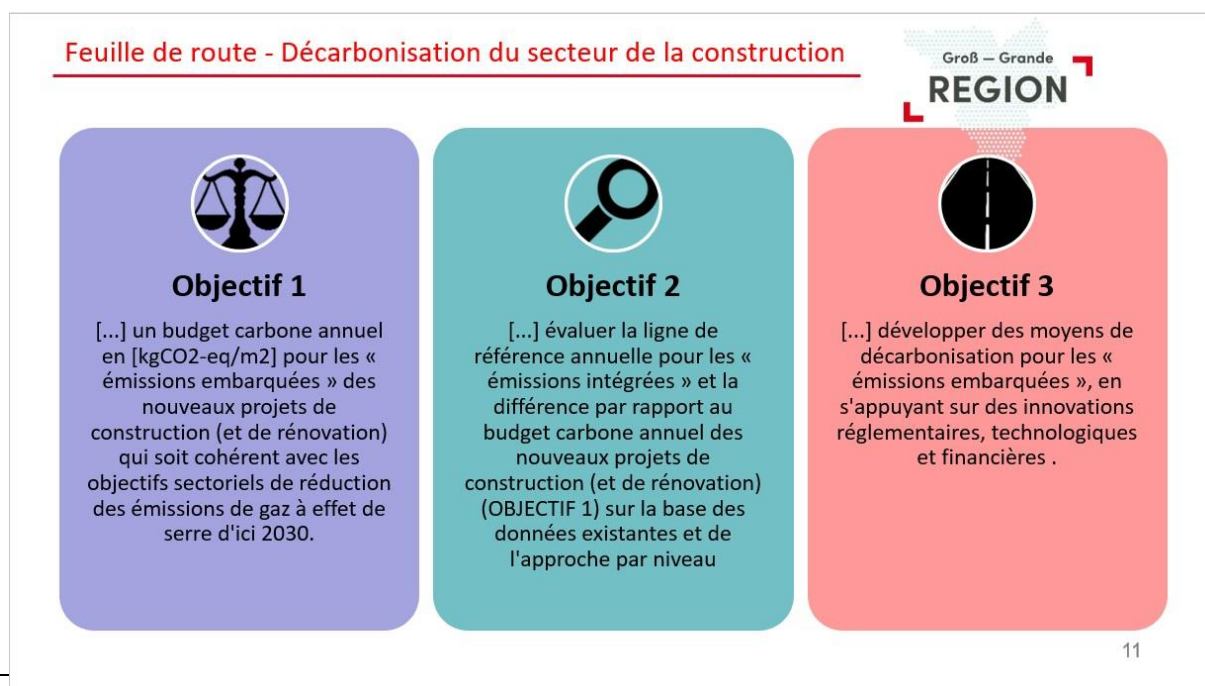 Feuille de route - Décarbonisation du secteur de la construction
Groß – Grande
REGION
Objectif 1
[...] un budget carbone annuel
en [kgCO2-eq/m2] pour les «
émissions embarquées » des
nouveaux projets de
construction (et de rénovation)
qui soit cohérent avec les
objectifs sectoriels de réduction
des émissions de gaz à effet de
serre d'ici 2030.
Objectif 2
[...] évaluer la ligne de
référence annuelle pour les «
émissions intégrées » et la
différence par rapport au
budget carbone annuel des
nouveaux projets de
construction (et de rénovation)
(OBJECTIF 1) sur la base des
données existantes et de
l'approche par niveau
Objectif 3
[...] développer des moyens de
décarbonisation pour les «
émissions embarquées », en
s'appuyant sur des innovations
réglementaires, technologiques
et financières .
11